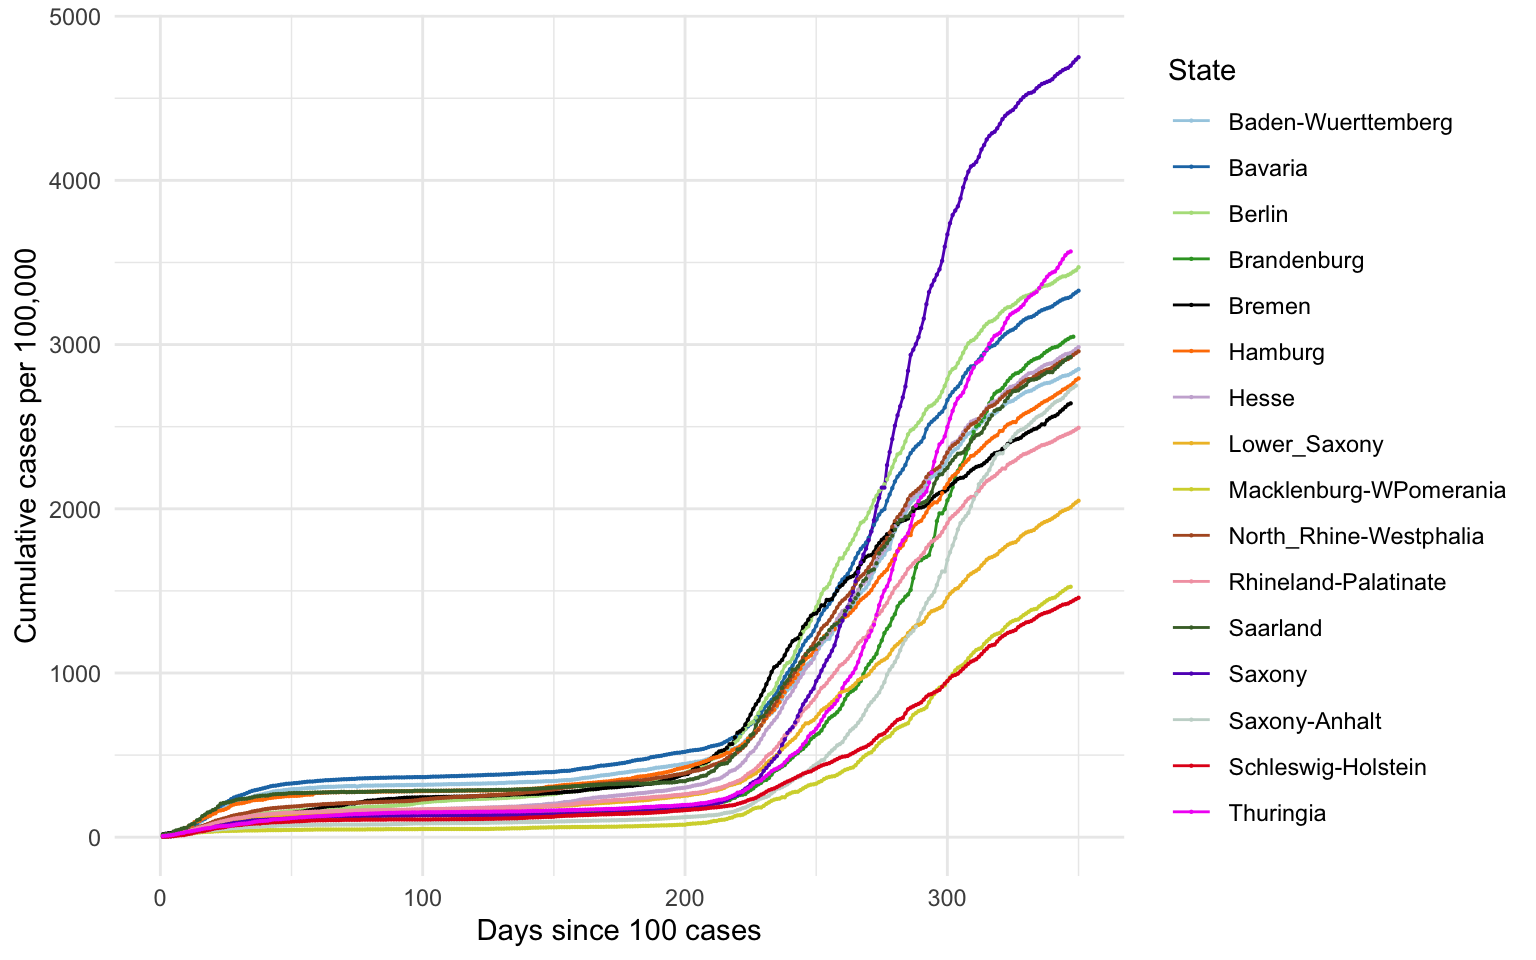 5000
4000
3000
2000
1000
0
Cumulative cases per 100,000
0 100 200 300
Days since 100 cases
State
Baden-Wuerttemberg
Bavaria
Berlin
Brandenburg
Bremen
Hamburg
Hesse
Lower_Saxony
Macklenburg-WPomerania
North_Rhine-Westphalia
Rhineland-Palatinate
Saarland
Saxony
Saxony-Anhalt
Schleswig-Holstein
Thuringia